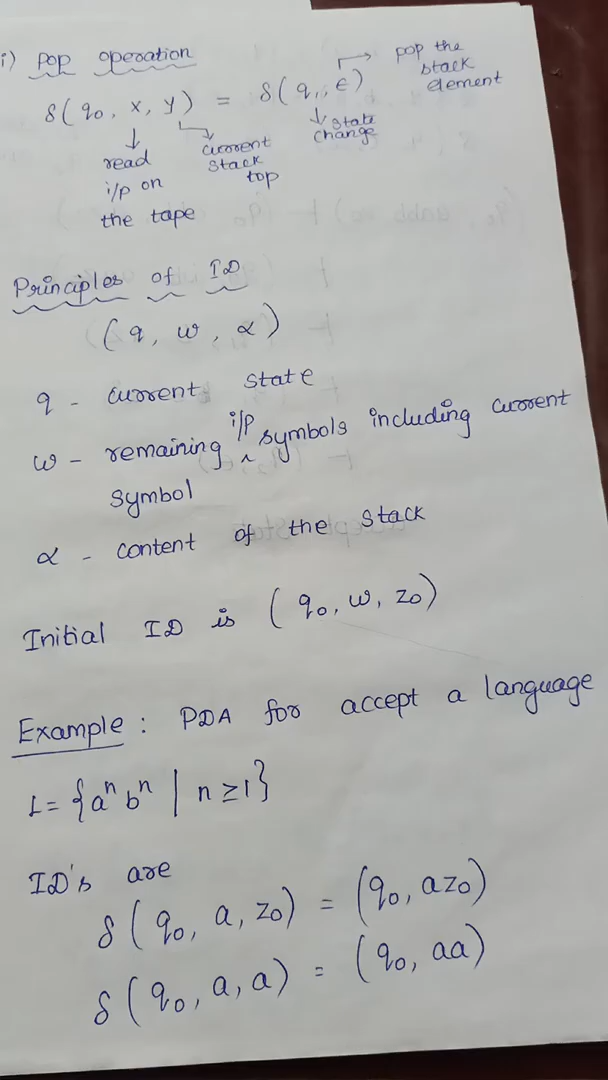 i) Pop operation
δ(q₀, x, y) = δ(q₁, ε) → pop the stack element
↓ read i/p on the tape
↳ current stack top
↓ state change
Principles of ID
(q, w, α)
q - current state
w - remaining i/p symbols including current
symbol
α - content of the stack
Initial ID is (q₀, w, z₀)
Example : PDA for accept a language
L = {aⁿ bⁿ | n ≥ 1}
ID's are
δ(q₀, a, z₀) = (q₀, az₀)
δ(q₀, a, a) = (q₀, aa)